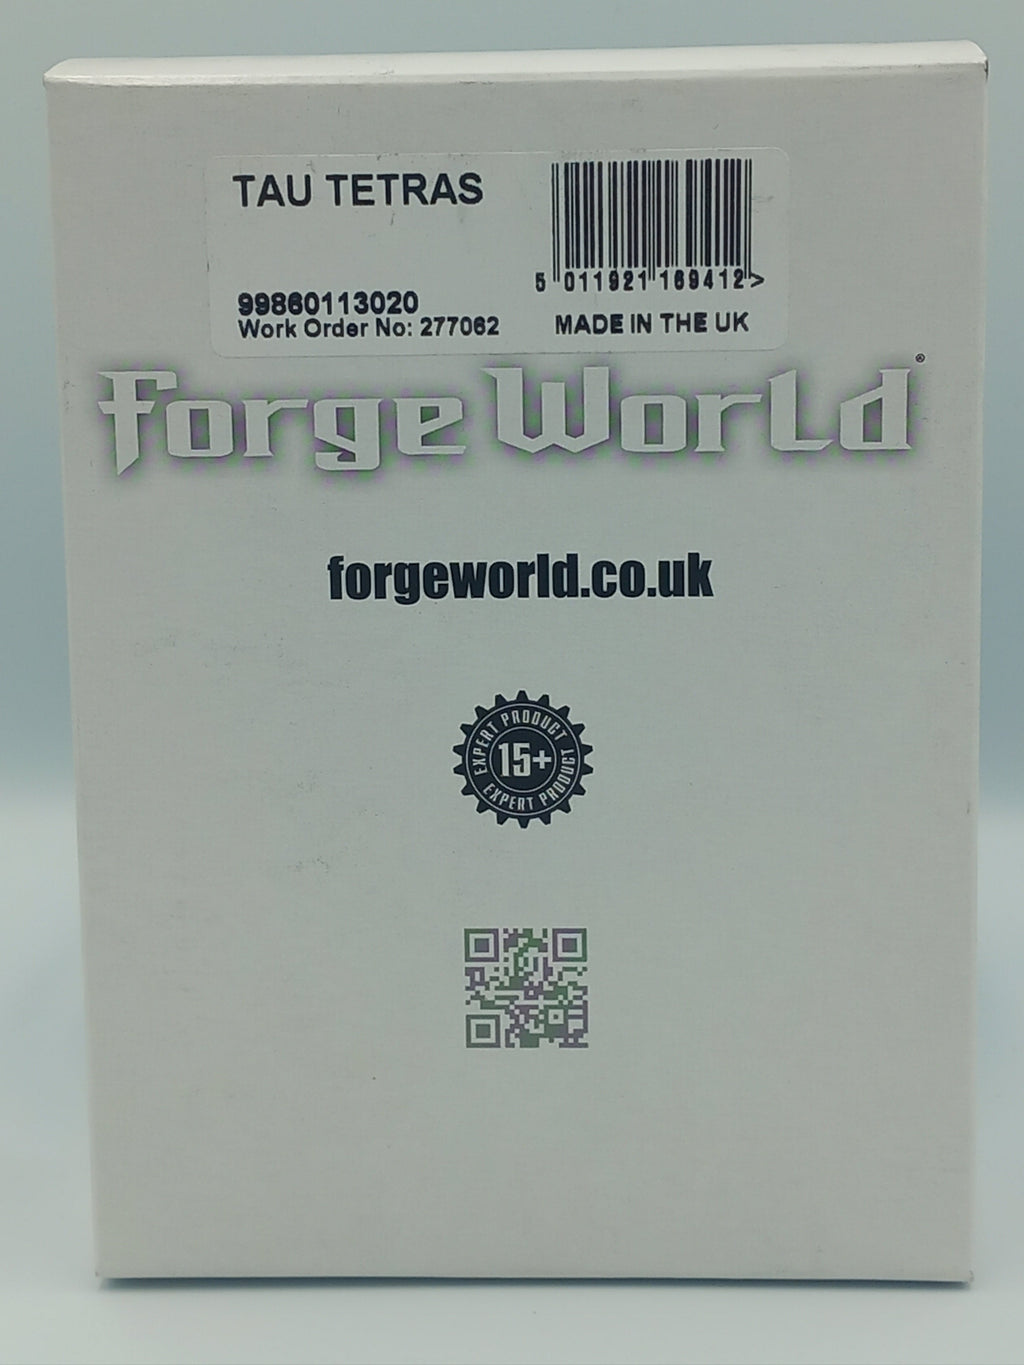 TAU TETRAS
5 011921 169412 >
99860113020
Work Order No: 277062
MADE IN THE UK
Forge World®
forgeworld.co.uk
EXPERT PRODUCT
15+
EXPERT PRODUCT